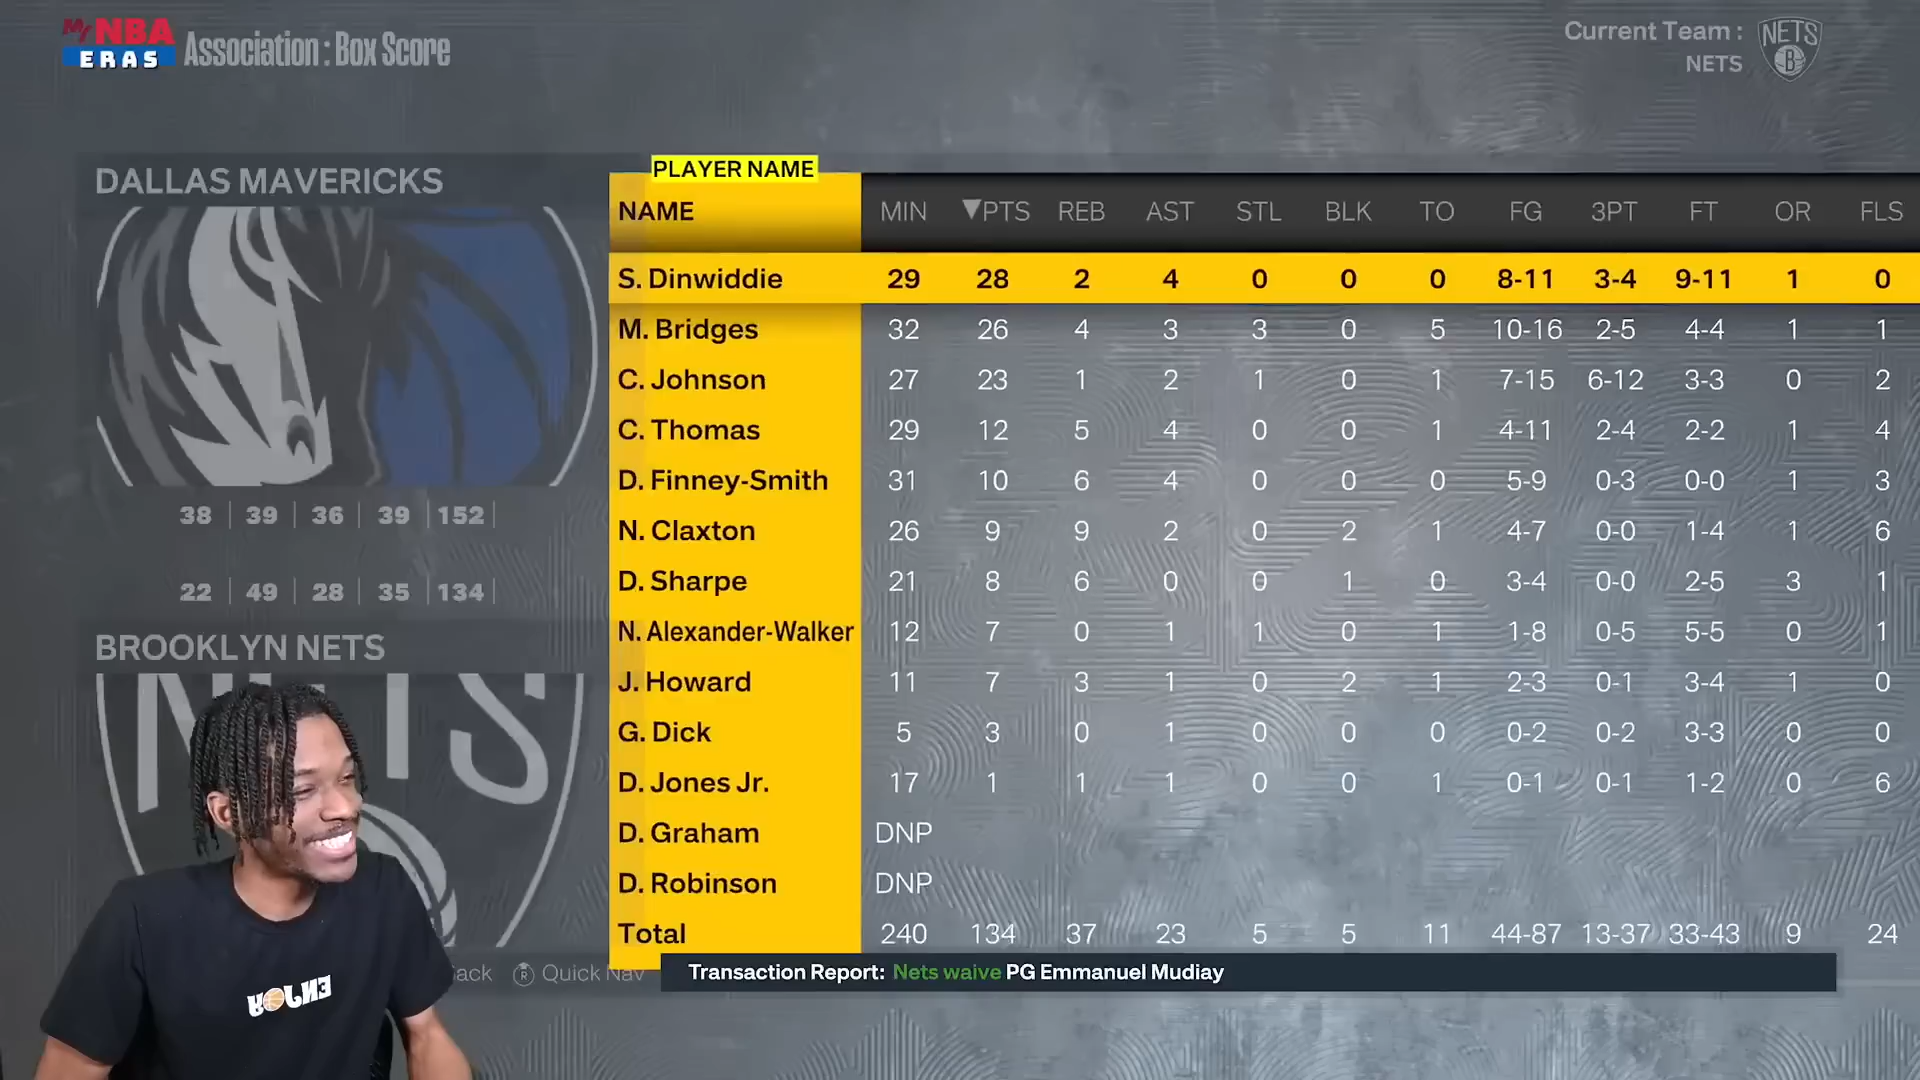 My NBA
ERAS
Association : Box Score
Current Team :
NETS
NETS
B
DALLAS MAVERICKS
38 39 36 39 152
22 49 28 35 134
BROOKLYN NETS
NETS
PLAYER NAME
NAME MIN ▼PTS REB AST STL BLK TO FG 3PT FT OR FLS
S. Dinwiddie 29 28 2 4 0 0 0 8-11 3-4 9-11 1 0
M. Bridges 32 26 4 3 3 0 5 10-16 2-5 4-4 1 1
C. Johnson 27 23 1 2 1 0 1 7-15 6-12 3-3 0 2
C. Thomas 29 12 5 4 0 0 1 4-11 2-4 2-2 1 4
D. Finney-Smith 31 10 6 4 0 0 0 5-9 0-3 0-0 1 3
N. Claxton 26 9 9 2 0 2 1 4-7 0-0 1-4 1 6
D. Sharpe 21 8 6 0 0 1 0 3-4 0-0 2-5 3 1
N. Alexander-Walker 12 7 0 1 1 0 1 1-8 0-5 5-5 0 1
J. Howard 11 7 3 1 0 2 1 2-3 0-1 3-4 1 0
G. Dick 5 3 0 1 0 0 0 0-2 0-2 3-3 0 0
D. Jones Jr. 17 1 1 1 0 0 1 0-1 0-1 1-2 0 6
D. Graham DNP
D. Robinson DNP
Total 240 134 37 23 5 5 11 44-87 13-37 33-43 9 24
R Quick Nav
Transaction Report: Nets waive PG Emmanuel Mudiay